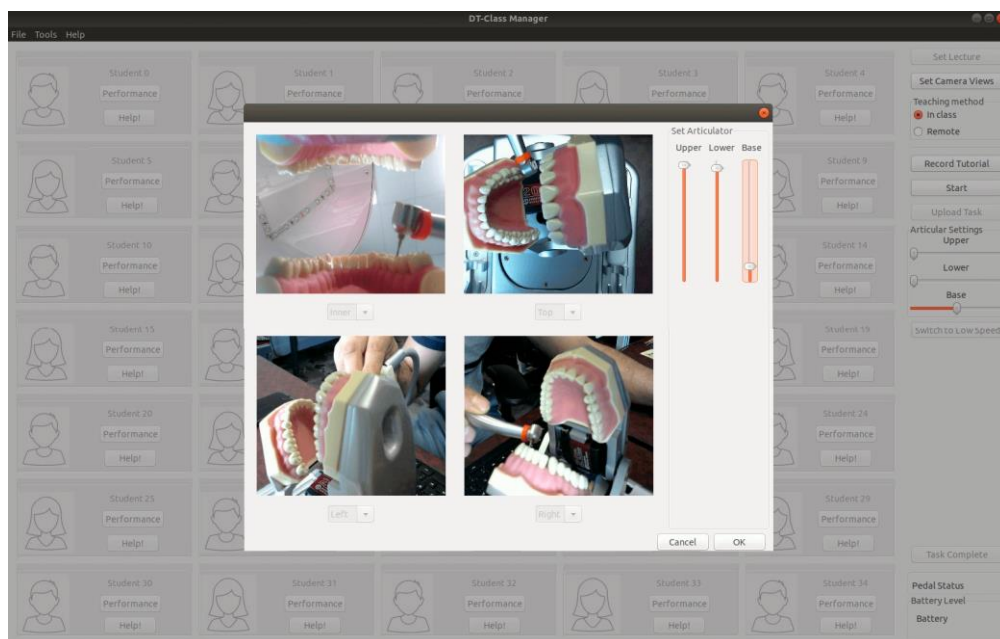 DT-Class Manager
File Tools Help
Student 0
Performance
Help!
Student 1
Performance
Student 2
Performance
Student 3
Performance
Student 4
Performance
Help!
Student 5
Performance
Help!
Student 9
Performance
Help!
Student 10
Performance
Help!
Student 14
Performance
Help!
Student 15
Performance
Help!
Student 19
Performance
Help!
Student 20
Performance
Help!
Student 24
Performance
Help!
Student 25
Performance
Help!
Student 29
Performance
Help!
Student 30
Performance
Help!
Student 31
Performance
Help!
Student 32
Performance
Help!
Student 33
Performance
Help!
Student 34
Performance
Help!
Set Articulator
Upper Lower Base
Inner
Top
Left
Right
Cancel OK
Set Lecture
Set Camera Views
Teaching method
In class
Remote
Record Tutorial
Start
Upload Task
Articular Settings
Upper
Lower
Base
Switch to Low Speed
Task Complete
Pedal Status
Battery Level
Battery